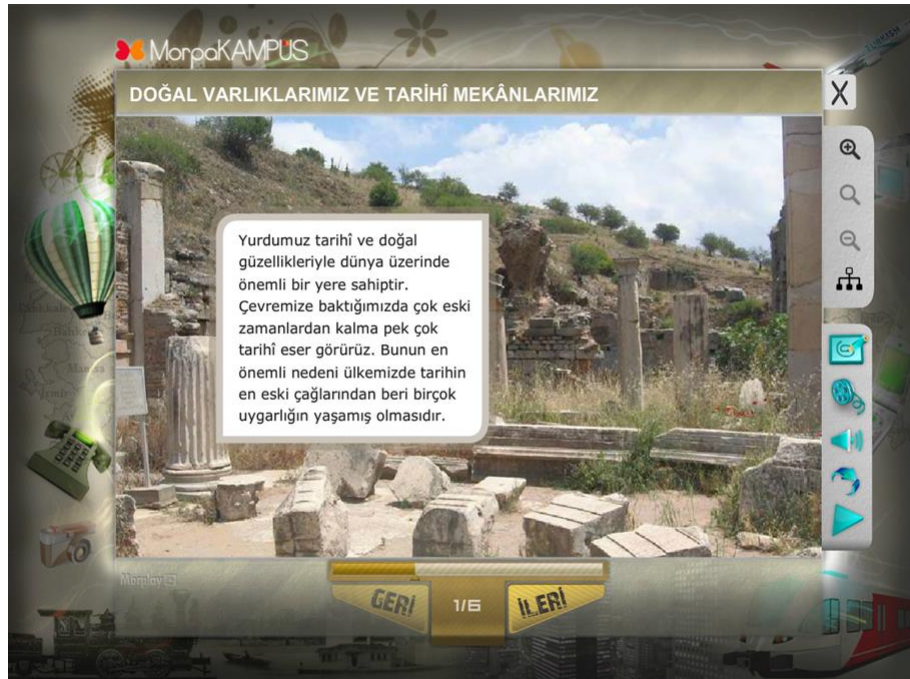 MorpaKAMPÜS
DOĞAL VARLIKLARIMIZ VE TARİHÎ MEKÂNLARIMIZ
X
Yurdumuz tarihî ve doğal
güzellikleriyle dünya üzerinde
önemli bir yere sahiptir.
Çevremize baktığımızda çok eski
zamanlardan kalma pek çok
tarihî eser görürüz. Bunun en
önemli nedeni ülkemizde tarihin
en eski çağlarından beri birçok
uygarlığın yaşamış olmasıdır.
Morplay
GERİ
1/6
İLERİ
TURKISH